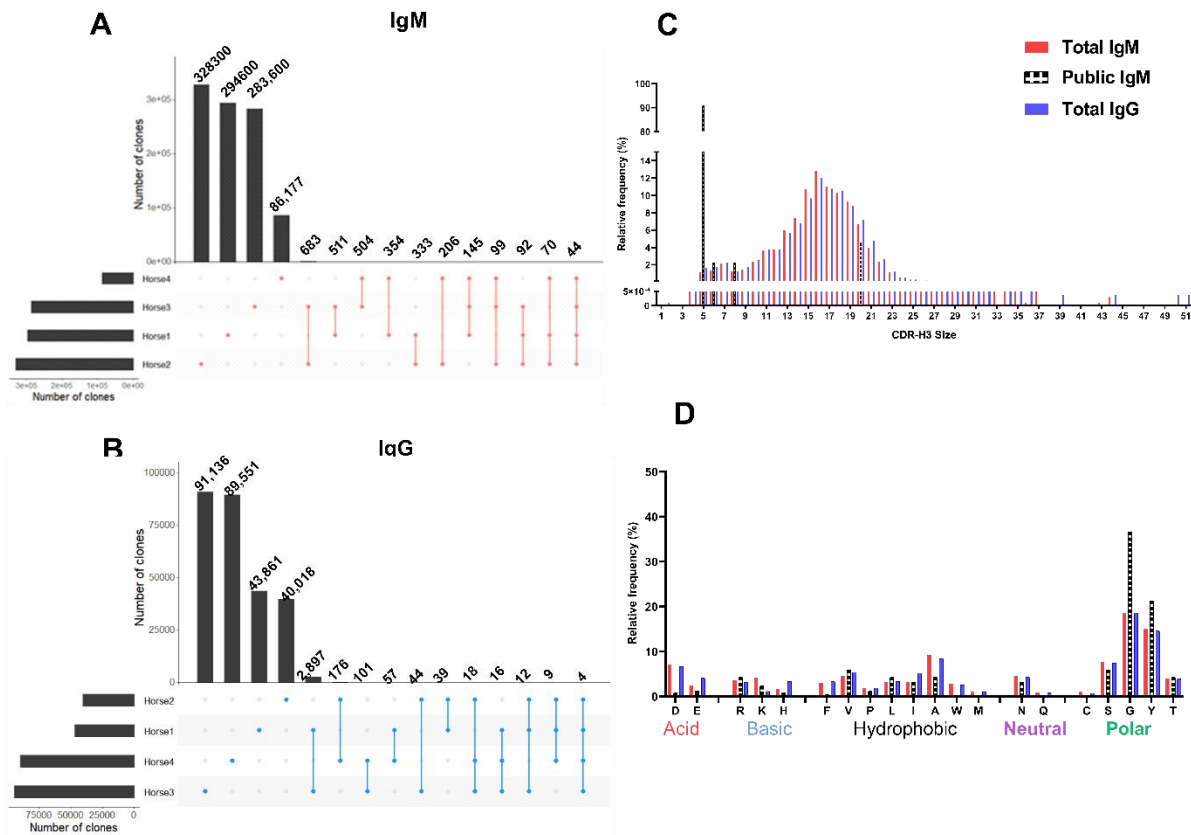 A
IgM
328300
294600
283,600
86,177
683
511
504
354
333
206
145
99
92
70
44
Number of clones
3e+05
2e+05
1e+05
0e+00
Horse4
Horse3
Horse1
Horse2
3e+05 2e+05 1e+05 0e+00
Number of clones
B
IgG
91,136
89,551
43,861
40,018
2,897
176
101
57
44
39
18
16
12
9
4
Number of clones
100000
75000
50000
25000
0
Horse2
Horse1
Horse4
Horse3
75000 50000 25000 0
Number of clones
C
Total IgM
Public IgM
Total IgG
Relative frequency (%)
100
90
80
14
12
10
8
6
4
2
5×10⁻⁴
0
1 3 5 7 9 11 13 15 17 19 21 23 25 27 29 31 33 35 37 39 41 43 45 47 49 51
CDR-H3 Size
D
Relative frequency (%)
50
40
30
20
10
0
D E R K H F V P L I A W M N Q C S G Y T
Acid Basic Hydrophobic Neutral Polar